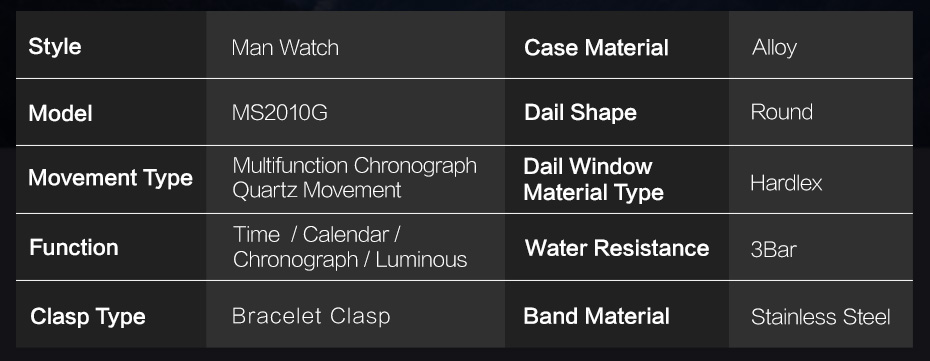 Style Man Watch Case Material Alloy
Model MS2010G Dail Shape Round
Movement Type Multifunction Chronograph Quartz Movement Dail Window Material Type Hardlex
Function Time / Calendar / Chronograph / Luminous Water Resistance 3Bar
Clasp Type Bracelet Clasp Band Material Stainless Steel